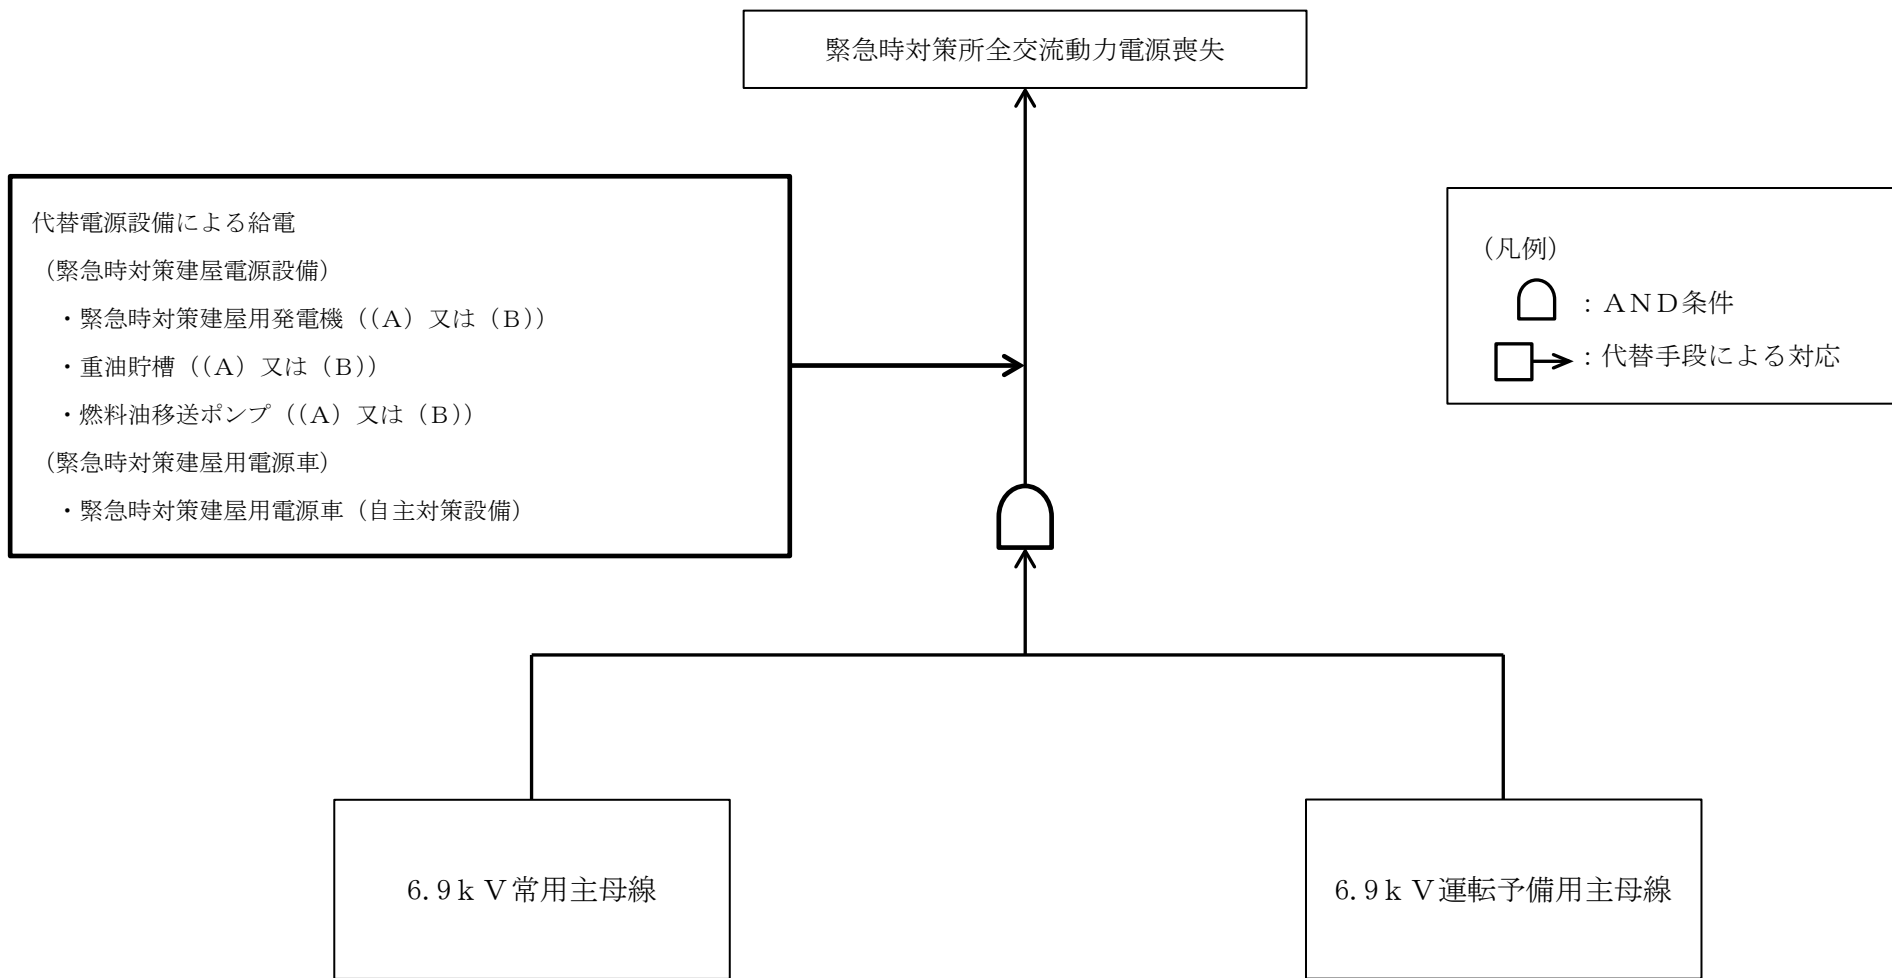 緊急時対策所全交流動力電源喪失
代替電源設備による給電
（緊急時対策建屋電源設備）
・緊急時対策建屋用発電機（（Ａ）又は（Ｂ））
・重油貯槽（（Ａ）又は（Ｂ））
・燃料油移送ポンプ（（Ａ）又は（Ｂ））
（緊急時対策建屋用電源車）
・緊急時対策建屋用電源車（自主対策設備）
（凡例）
：ＡＮＤ条件
：代替手段による対応
6.9ｋＶ常用主母線
6.9ｋＶ運転予備用主母線